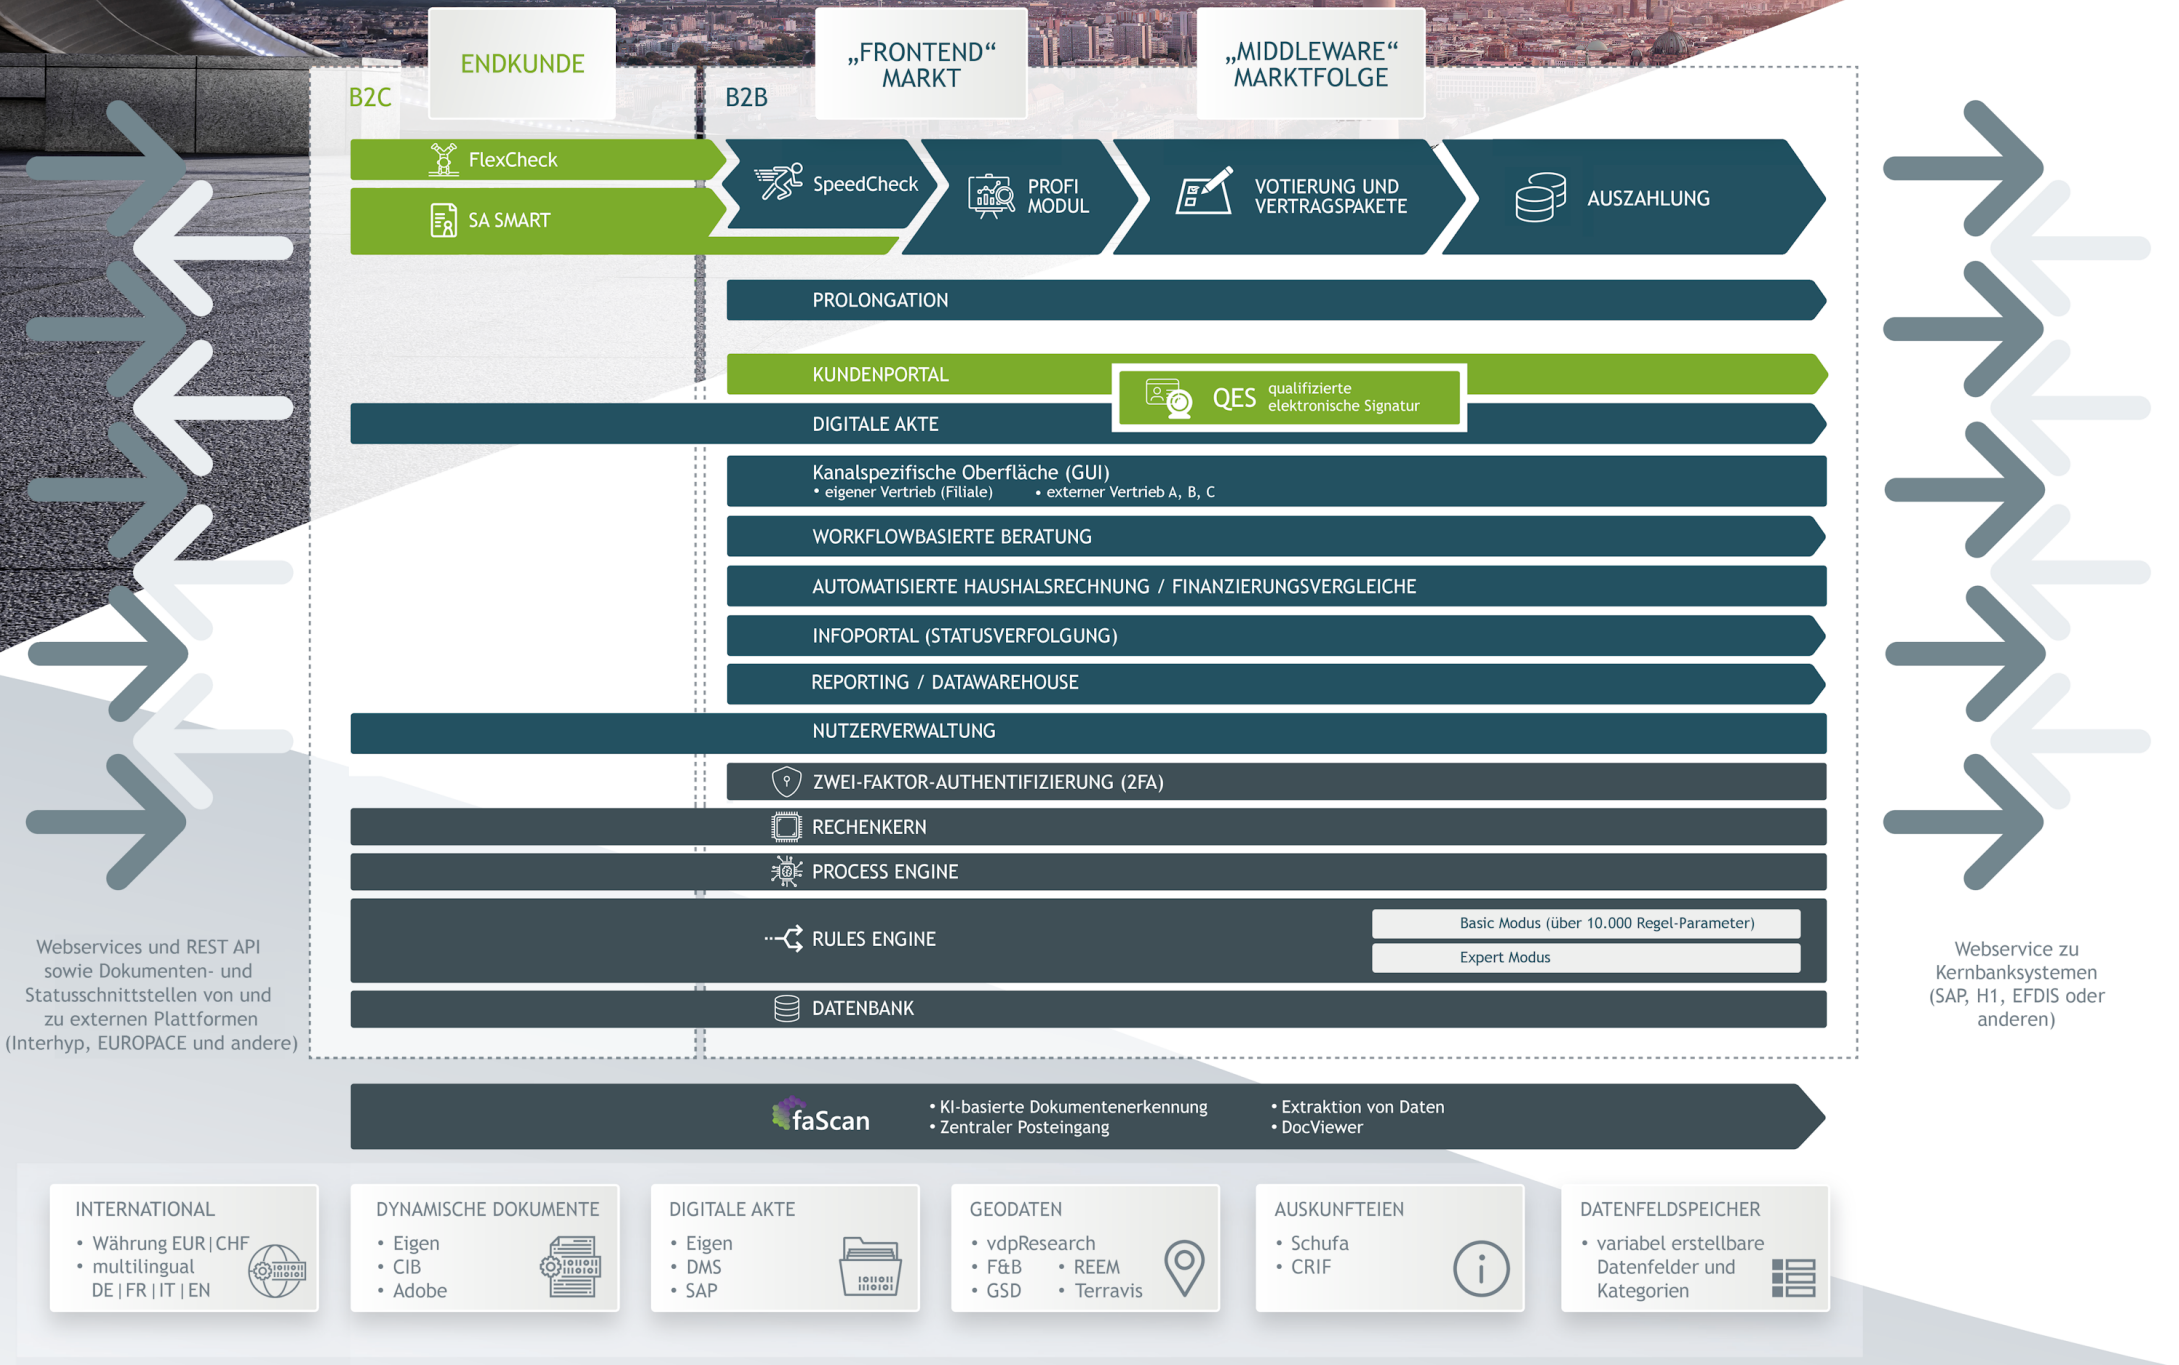 ENDKUNDE
„FRONTEND“
MARKT
„MIDDLEWARE“
MARKTFOLGE
B2C
B2B
FlexCheck
SA SMART
SpeedCheck
PROFI
MODUL
VOTIERUNG UND
VERTRAGSPAKETE
AUSZAHLUNG
PROLONGATION
KUNDENPORTAL
QES
qualifizierte
elektronische Signatur
DIGITALE AKTE
Kanalspezifische Oberfläche (GUI)
• eigener Vertrieb (Filiale) • externer Vertrieb A, B, C
WORKFLOWBASIERTE BERATUNG
AUTOMATISIERTE HAUSHALSRECHNUNG / FINANZIERUNGSVERGLEICHE
INFOPORTAL (STATUSVERFOLGUNG)
REPORTING / DATAWAREHOUSE
NUTZERVERWALTUNG
ZWEI-FAKTOR-AUTHENTIFIZIERUNG (2FA)
RECHENKERN
PROCESS ENGINE
RULES ENGINE
Basic Modus (über 10.000 Regel-Parameter)
Expert Modus
DATENBANK
Webservices und REST API
sowie Dokumenten- und
Statusschnittstellen von und
zu externen Plattformen
(Interhyp, EUROPACE und andere)
Webservice zu
Kernbanksystemen
(SAP, H1, EFDIS oder
anderen)
faScan
• KI-basierte Dokumentenerkennung
• Zentraler Posteingang
• Extraktion von Daten
• DocViewer
INTERNATIONAL
• Währung EUR|CHF
• multilingual
DE|FR|IT|EN
DYNAMISCHE DOKUMENTE
• Eigen
• CIB
• Adobe
DIGITALE AKTE
• Eigen
• DMS
• SAP
GEODATEN
• vdpResearch
• F&B • REEM
• GSD • Terravis
AUSKUNFTEIEN
• Schufa
• CRIF
DATENFELDSPEICHER
• variabel erstellbare
Datenfelder und
Kategorien